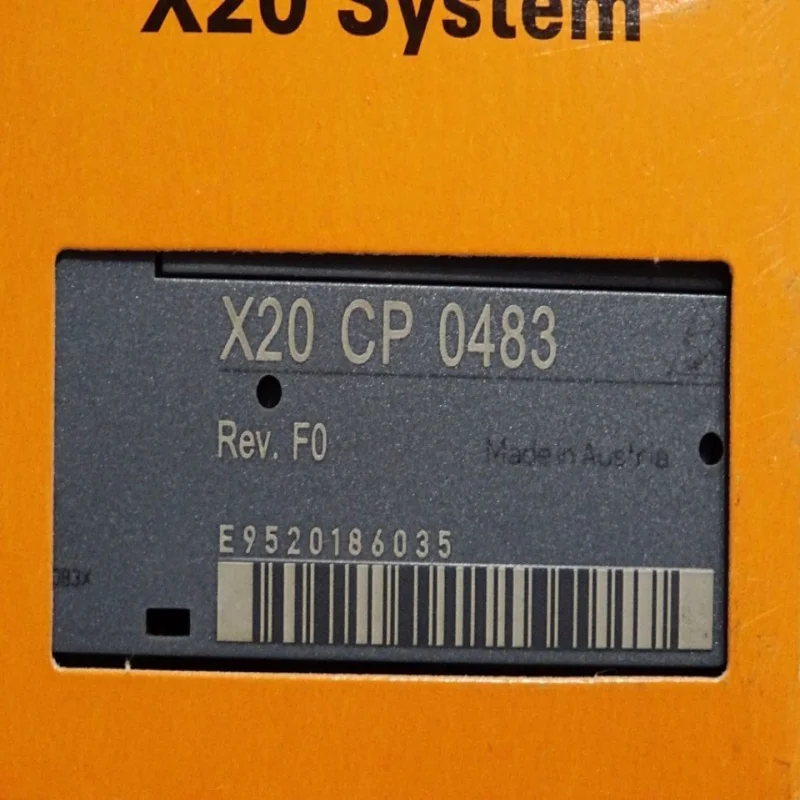 X20 System
X20 CP 0483
Rev. F0
Made in Austria
E9520186035